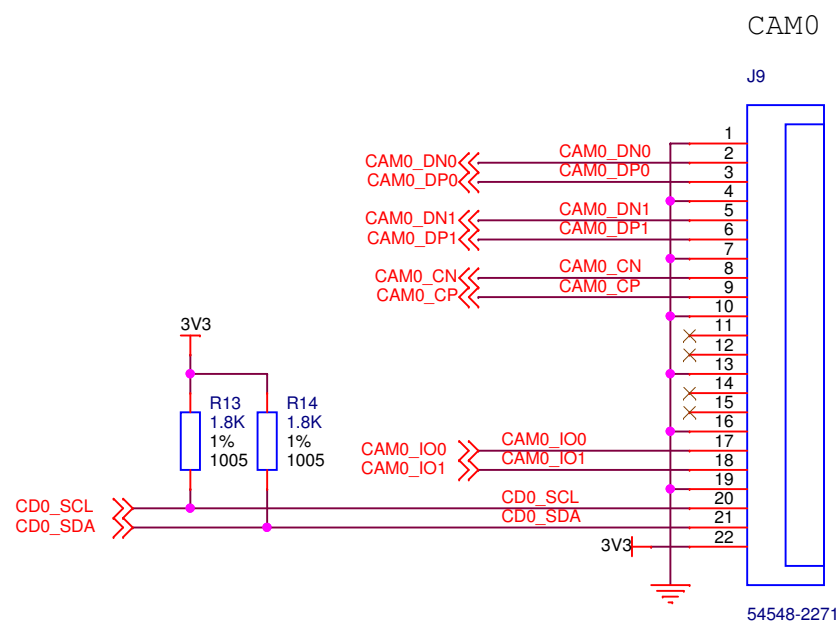 CAM0
J9
1
CAM0_DN0 CAM0_DN0 2
CAM0_DP0 CAM0_DP0 3
4
CAM0_DN1 CAM0_DN1 5
CAM0_DP1 CAM0_DP1 6
7
CAM0_CN CAM0_CN 8
CAM0_CP CAM0_CP 9
10
3V3 11
12
13
14
R13 R14 15
1.8K 1.8K
1% 1% 16
1005 1005
CAM0_IO0 CAM0_IO0 17
CAM0_IO1 CAM0_IO1 18
19
CD0_SCL CD0_SCL 20
CD0_SDA CD0_SDA 21
3V3 22
54548-2271